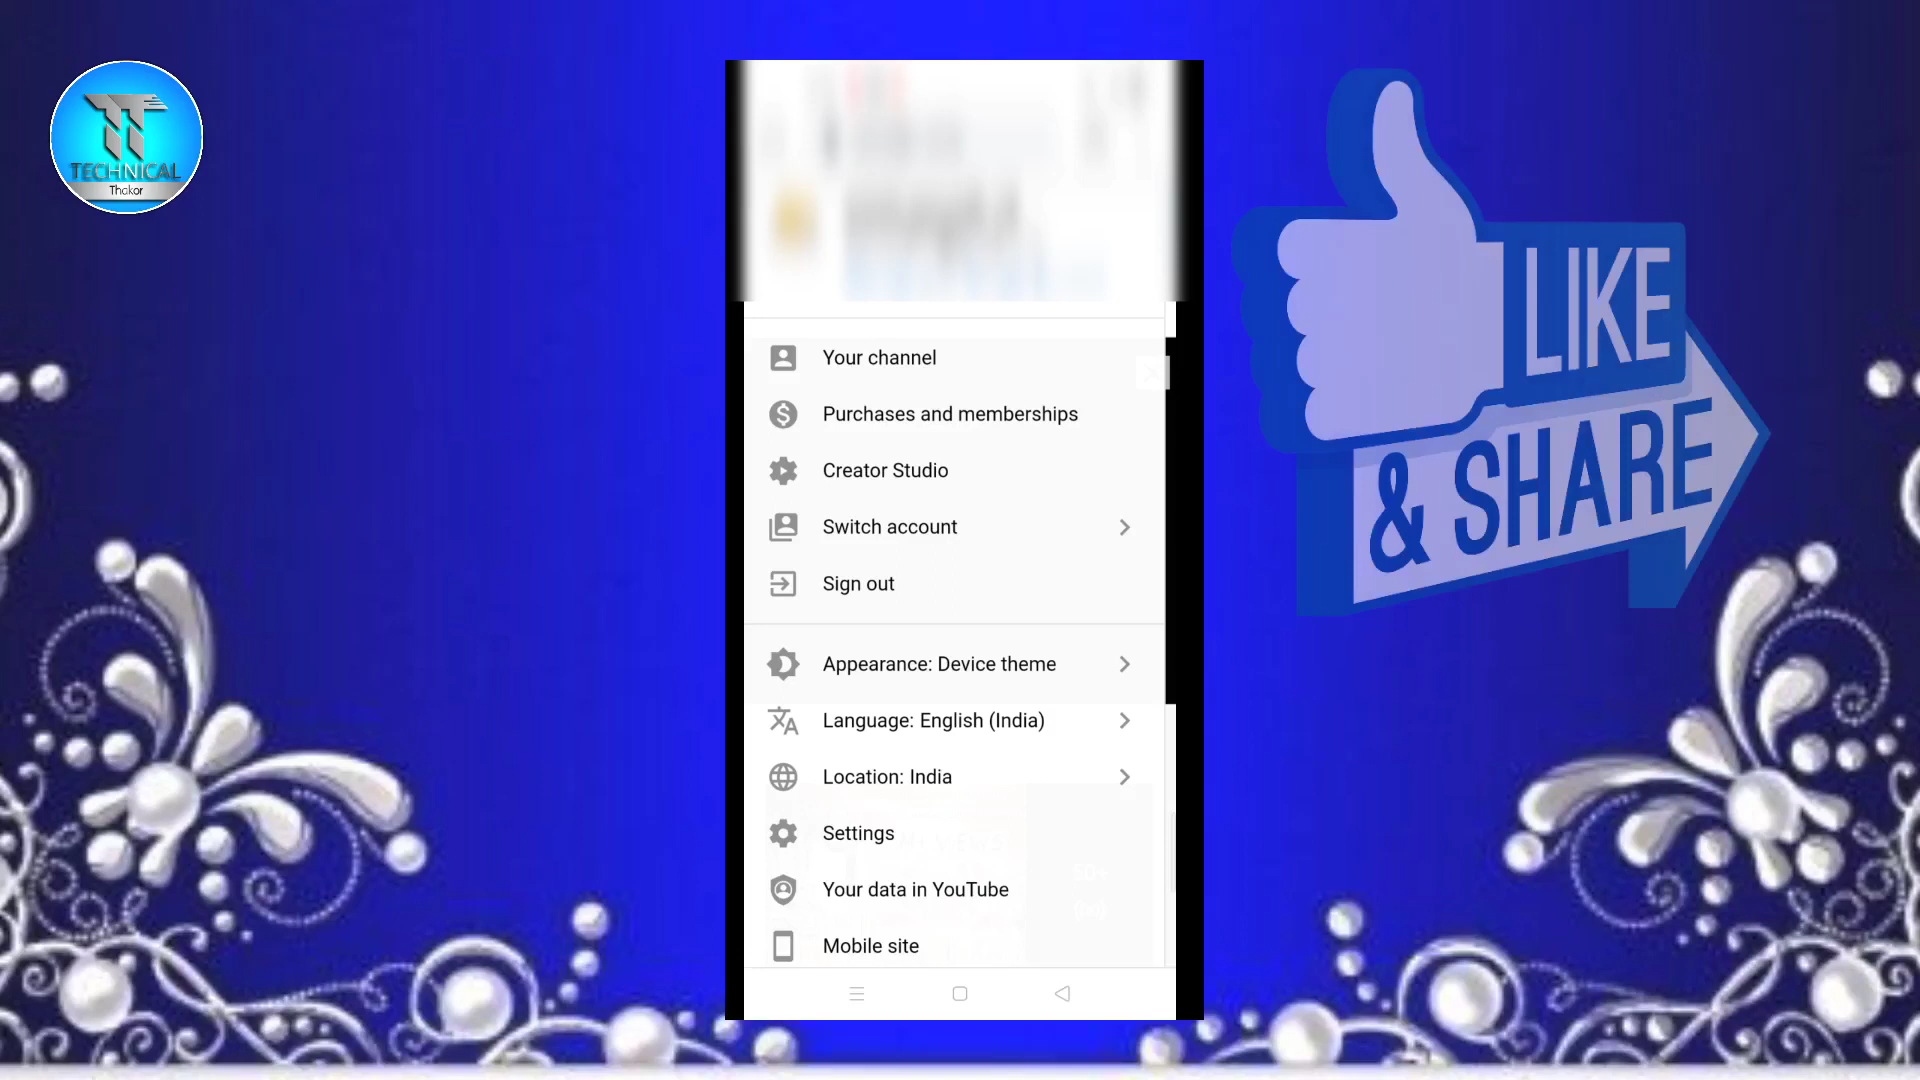 TECHNICAL
Thakor
Your channel
Purchases and memberships
Creator Studio
Switch account
Sign out
Appearance: Device theme
Language: English (India)
Location: India
Settings
Your data in YouTube
Mobile site
LIKE
& SHARE